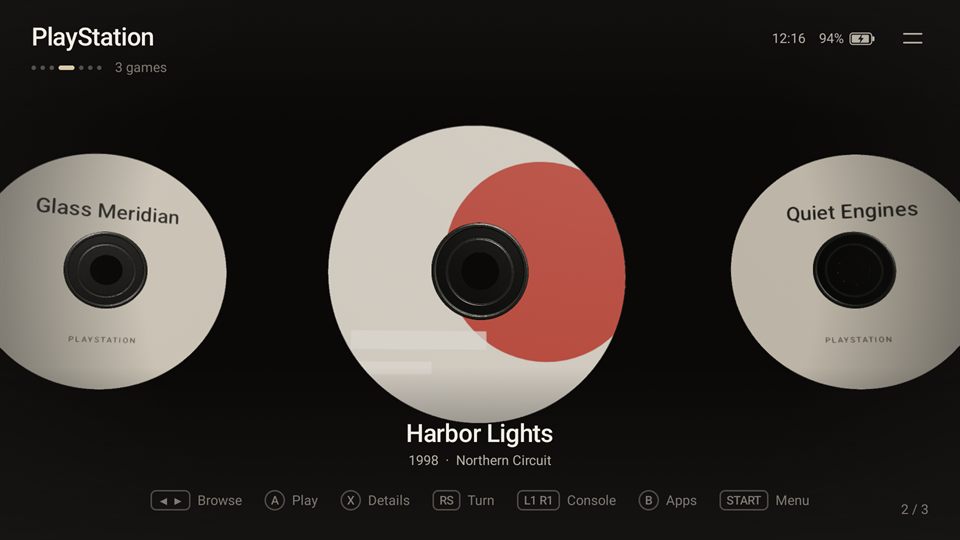 PlayStation
12:16 94%
3 games
Glass Meridian
PLAYSTATION
Quiet Engines
PLAYSTATION
Harbor Lights
1998 · Northern Circuit
◄ ► Browse A Play X Details RS Turn L1 R1 Console B Apps START Menu
2 / 3